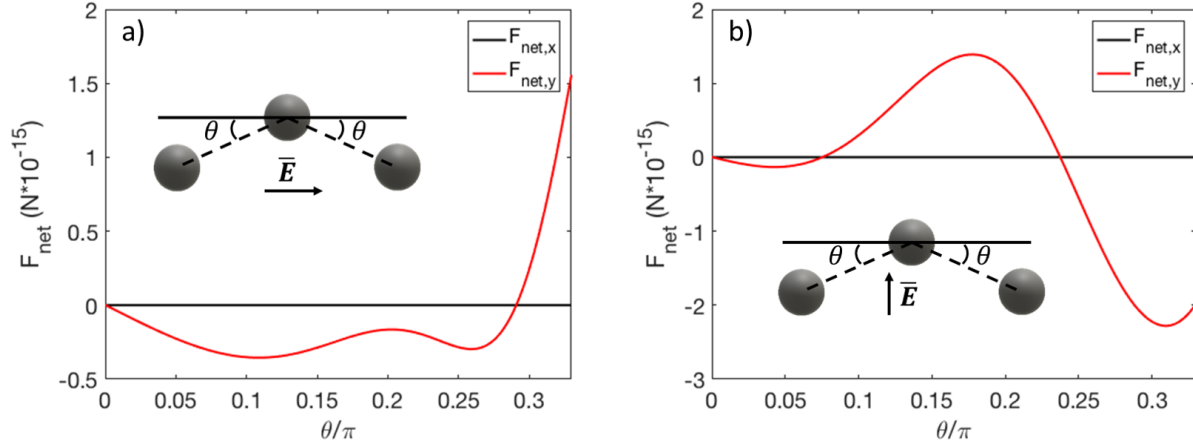 a)
F_net (N*10^-15)
2
1.5
1
0.5
0
-0.5
0 0.05 0.1 0.15 0.2 0.25 0.3
θ/π
F_net,x
F_net,y
θ θ
E̅
b)
F_net (N*10^-15)
2
1
0
-1
-2
-3
0 0.05 0.1 0.15 0.2 0.25 0.3
θ/π
F_net,x
F_net,y
θ θ
E̅